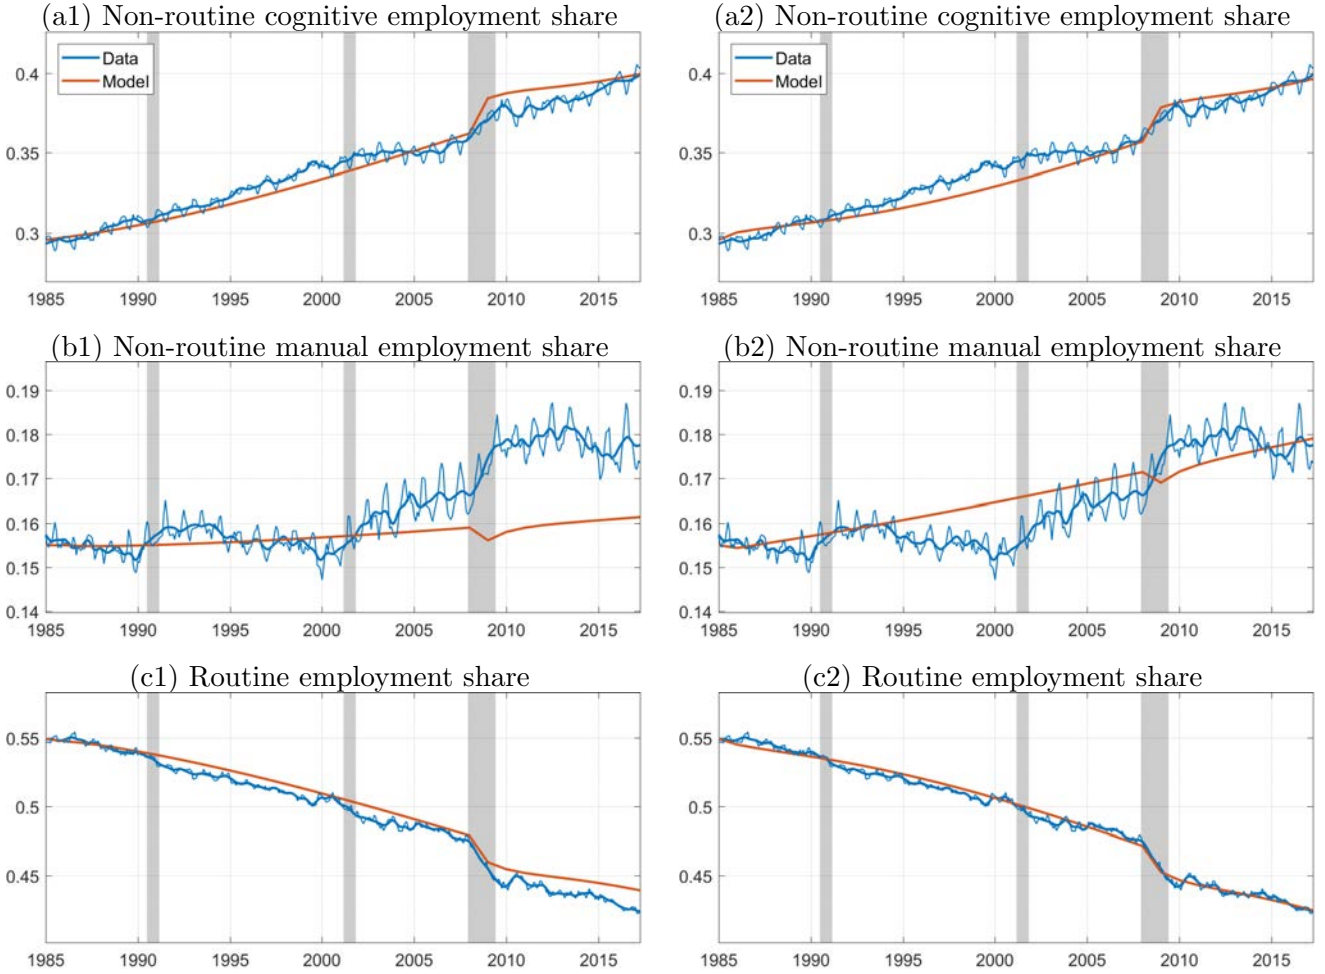 (a1) Non-routine cognitive employment share
Data
Model
0.4
0.35
0.3
1985 1990 1995 2000 2005 2010 2015
(a2) Non-routine cognitive employment share
Data
Model
0.4
0.35
0.3
1985 1990 1995 2000 2005 2010 2015
(b1) Non-routine manual employment share
0.19
0.18
0.17
0.16
0.15
0.14
1985 1990 1995 2000 2005 2010 2015
(b2) Non-routine manual employment share
0.19
0.18
0.17
0.16
0.15
0.14
1985 1990 1995 2000 2005 2010 2015
(c1) Routine employment share
0.55
0.5
0.45
1985 1990 1995 2000 2005 2010 2015
(c2) Routine employment share
0.55
0.5
0.45
1985 1990 1995 2000 2005 2010 2015